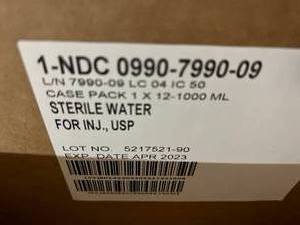 1-NDC 0990-7990-09
L/N 7990-09 LC 04 IC 50
CASE PACK 1 X 12-1000 ML
STERILE WATER
FOR INJ., USP
LOT NO. 5217521-90
EXP. DATE APR 2023